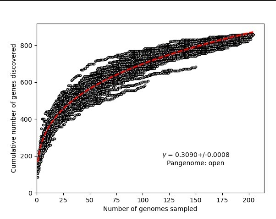 Cumulative number of genes discovered
800
600
400
200
0
γ = 0.3090+/-0.0008
Pangenome: open
0 25 50 75 100 125 150 175 200
Number of genomes sampled